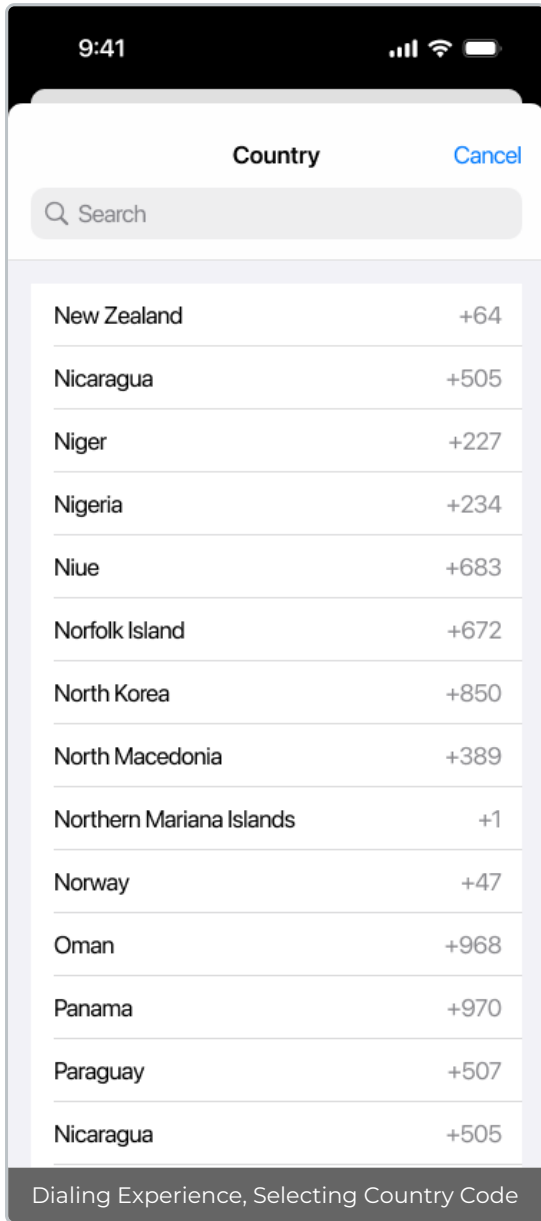 9:41
Country Cancel
Search
New Zealand +64
Nicaragua +505
Niger +227
Nigeria +234
Niue +683
Norfolk Island +672
North Korea +850
North Macedonia +389
Northern Mariana Islands +1
Norway +47
Oman +968
Panama +970
Paraguay +507
Nicaragua +505
Dialing Experience, Selecting Country Code